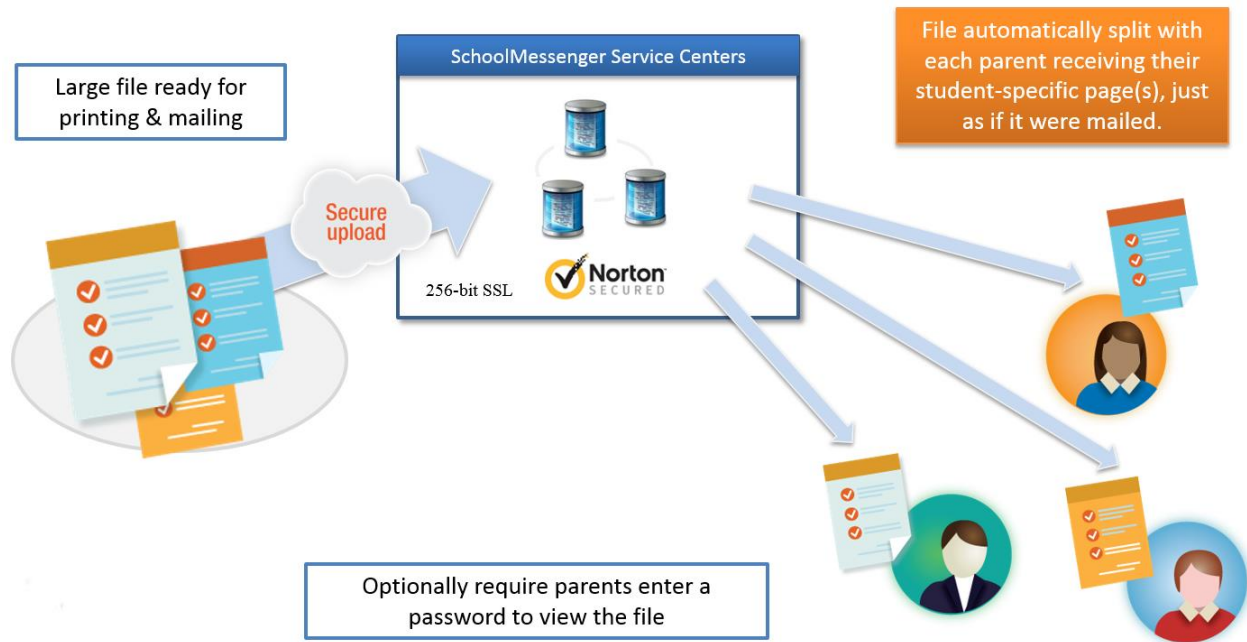 Large file ready for
printing & mailing
Secure
upload
SchoolMessenger Service Centers
256-bit SSL
Norton
SECURED
File automatically split with
each parent receiving their
student-specific page(s), just
as if it were mailed.
Optionally require parents enter a
password to view the file